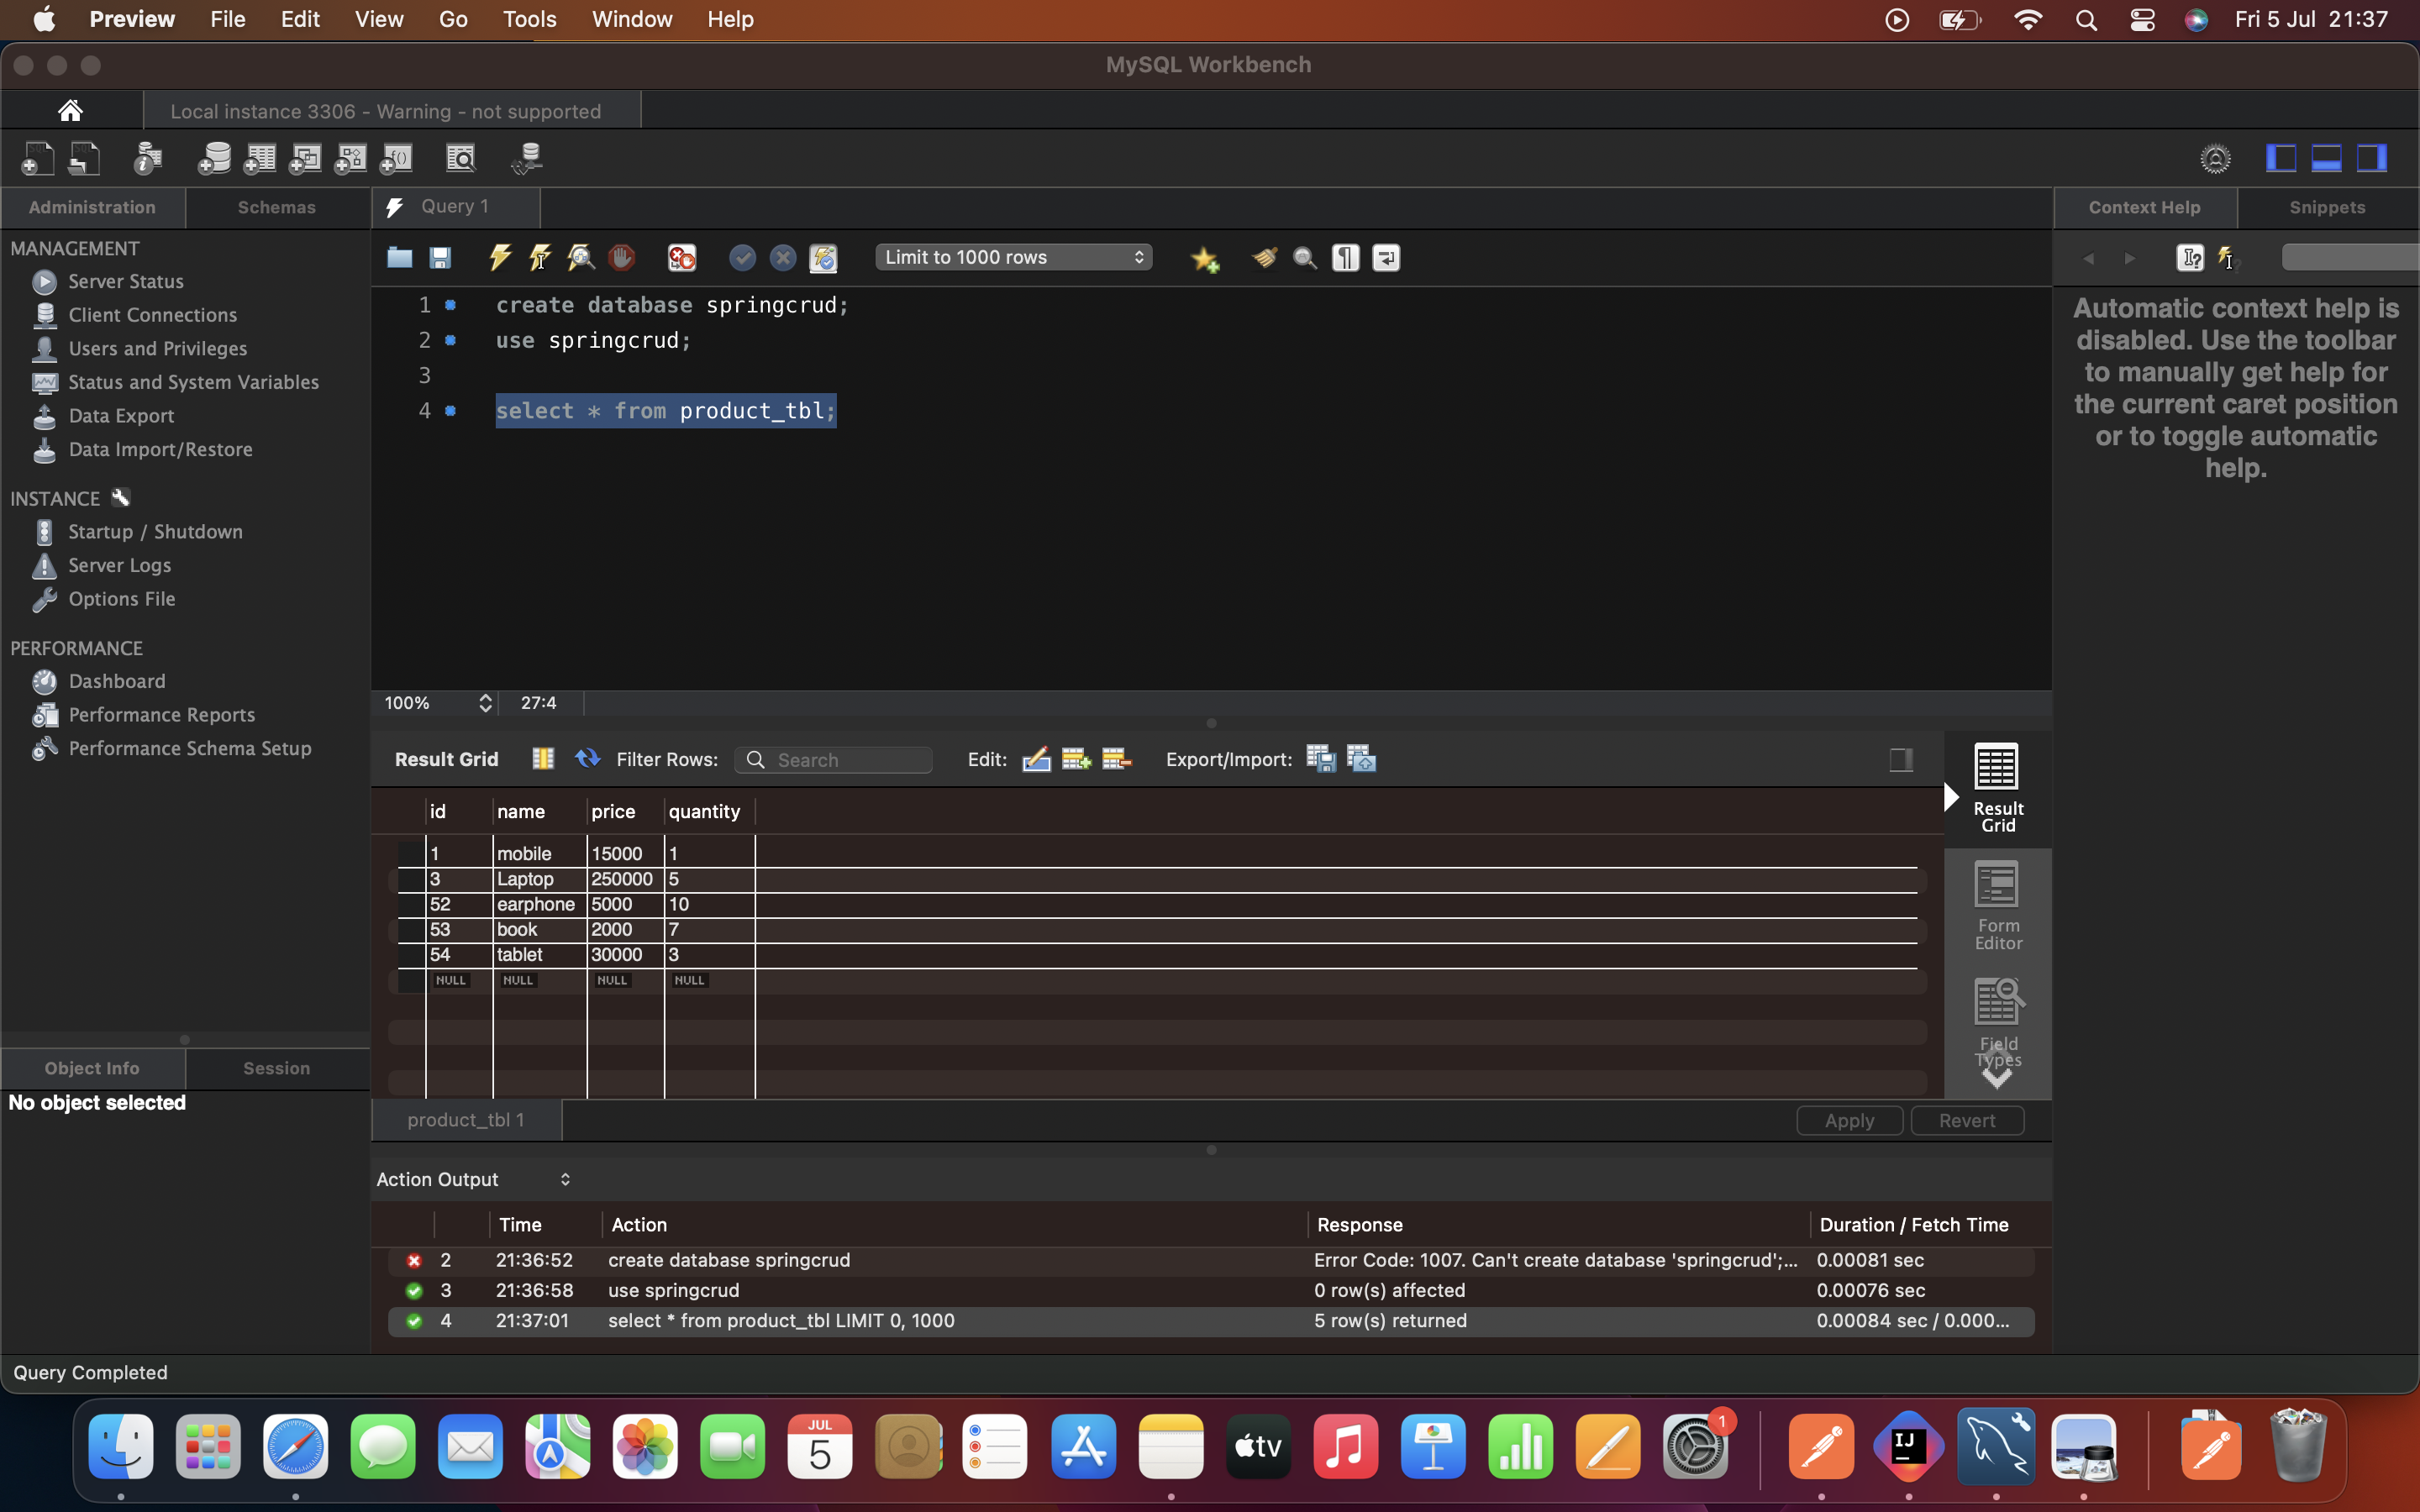 Preview File Edit View Go Tools Window Help Fri 5 Jul 21:37
MySQL Workbench
Local instance 3306 - Warning - not supported
Administration Schemas Query 1 Context Help Snippets
MANAGEMENT
Server Status
Client Connections
Users and Privileges
Status and System Variables
Data Export
Data Import/Restore
INSTANCE
Startup / Shutdown
Server Logs
Options File
PERFORMANCE
Dashboard
Performance Reports
Performance Schema Setup
Object Info Session
No object selected
Limit to 1000 rows
1 create database springcrud;
2 use springcrud;
3
4 select * from product_tbl;
100% 27:4
Automatic context help is
disabled. Use the toolbar
to manually get help for
the current caret position
or to toggle automatic
help.
Result Grid Filter Rows: Search Edit: Export/Import:
id name price quantity
1 mobile 15000 1
3 Laptop 250000 5
52 earphone 5000 10
53 book 2000 7
54 tablet 30000 3
NULL NULL NULL NULL
Result
Grid
Form
Editor
Field
Types
product_tbl 1 Apply Revert
Action Output
Time Action Response Duration / Fetch Time
2 21:36:52 create database springcrud Error Code: 1007. Can't create database 'springcrud';... 0.00081 sec
3 21:36:58 use springcrud 0 row(s) affected 0.00076 sec
4 21:37:01 select * from product_tbl LIMIT 0, 1000 5 row(s) returned 0.00084 sec / 0.000...
Query Completed
JUL
5
tv
1
IJ